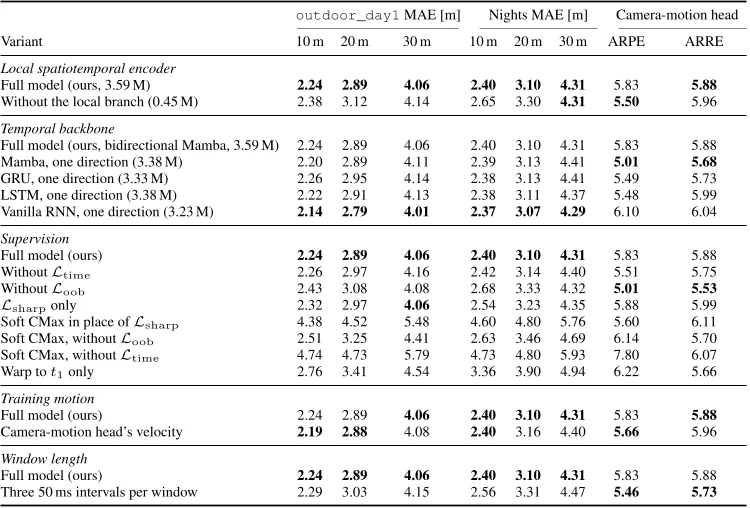 outdoor_day1 MAE [m] Nights MAE [m] Camera-motion head
Variant 10 m 20 m 30 m 10 m 20 m 30 m ARPE ARRE
Local spatiotemporal encoder
Full model (ours, 3.59 M) 2.24 2.89 4.06 2.40 3.10 4.31 5.83 5.88
Without the local branch (0.45 M) 2.38 3.12 4.14 2.65 3.30 4.31 5.50 5.96
Temporal backbone
Full model (ours, bidirectional Mamba, 3.59 M) 2.24 2.89 4.06 2.40 3.10 4.31 5.83 5.88
Mamba, one direction (3.38 M) 2.20 2.89 4.11 2.39 3.13 4.41 5.01 5.68
GRU, one direction (3.33 M) 2.26 2.95 4.14 2.38 3.13 4.41 5.49 5.73
LSTM, one direction (3.38 M) 2.22 2.91 4.13 2.38 3.11 4.37 5.48 5.99
Vanilla RNN, one direction (3.23 M) 2.14 2.79 4.01 2.37 3.07 4.29 6.10 6.04
Supervision
Full model (ours) 2.24 2.89 4.06 2.40 3.10 4.31 5.83 5.88
Without ℒtime 2.26 2.97 4.16 2.42 3.14 4.40 5.51 5.75
Without ℒoob 2.43 3.08 4.08 2.68 3.33 4.32 5.01 5.53
ℒsharp only 2.32 2.97 4.06 2.54 3.23 4.35 5.88 5.99
Soft CMax in place of ℒsharp 4.38 4.52 5.48 4.60 4.80 5.76 5.60 6.11
Soft CMax, without ℒoob 2.51 3.25 4.41 2.63 3.46 4.69 6.14 5.70
Soft CMax, without ℒtime 4.74 4.73 5.79 4.73 4.80 5.93 7.80 6.07
Warp to t1 only 2.76 3.41 4.54 3.36 3.90 4.94 6.22 5.66
Training motion
Full model (ours) 2.24 2.89 4.06 2.40 3.10 4.31 5.83 5.88
Camera-motion head's velocity 2.19 2.88 4.08 2.40 3.16 4.40 5.66 5.96
Window length
Full model (ours) 2.24 2.89 4.06 2.40 3.10 4.31 5.83 5.88
Three 50 ms intervals per window 2.29 3.03 4.15 2.56 3.31 4.47 5.46 5.73